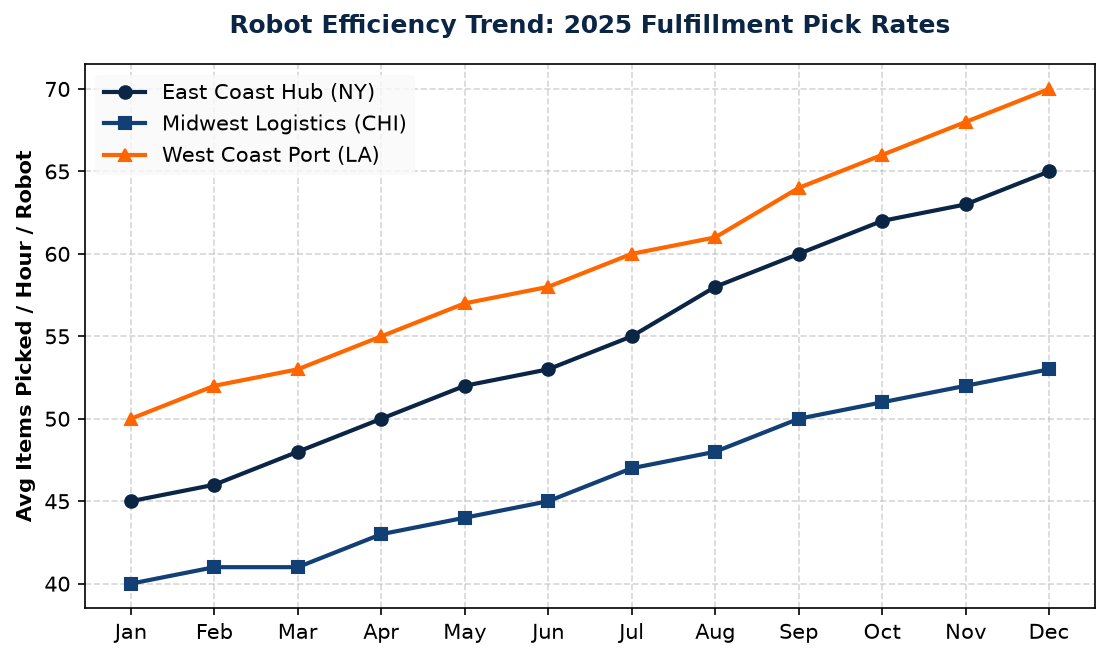 Robot Efficiency Trend: 2025 Fulfillment Pick Rates
East Coast Hub (NY)
Midwest Logistics (CHI)
West Coast Port (LA)
Avg Items Picked / Hour / Robot
70
65
60
55
50
45
40
Jan Feb Mar Apr May Jun Jul Aug Sep Oct Nov Dec